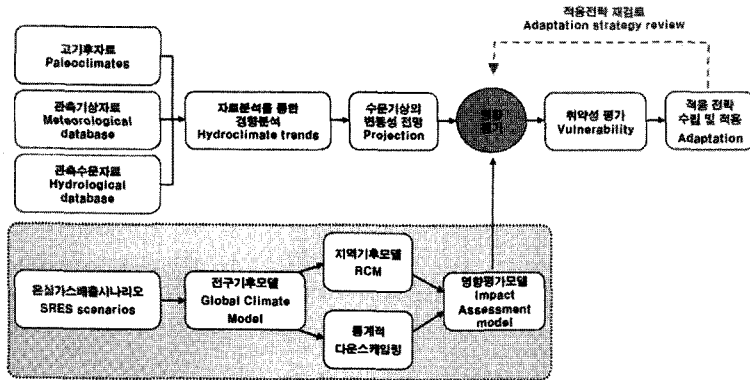 적응전략 재검토
Adaptation strategy review
고기후자료
Paleoclimates
관측기상자료
Meteorological
database
관측수문자료
Hydrological
database
자료분석을 통한
경향분석
Hydroclimate trends
수문기상의
변동성 전망
Projection
영향
평가
취약성 평가
Vulnerability
적응 전략
수립 및 적용
Adaptation
온실가스배출시나리오
SRES scenarios
전구기후모델
Global Climate
Model
지역기후모델
RCM
통계적
다운스케일링
영향평가모델
Impact
Assessment
model